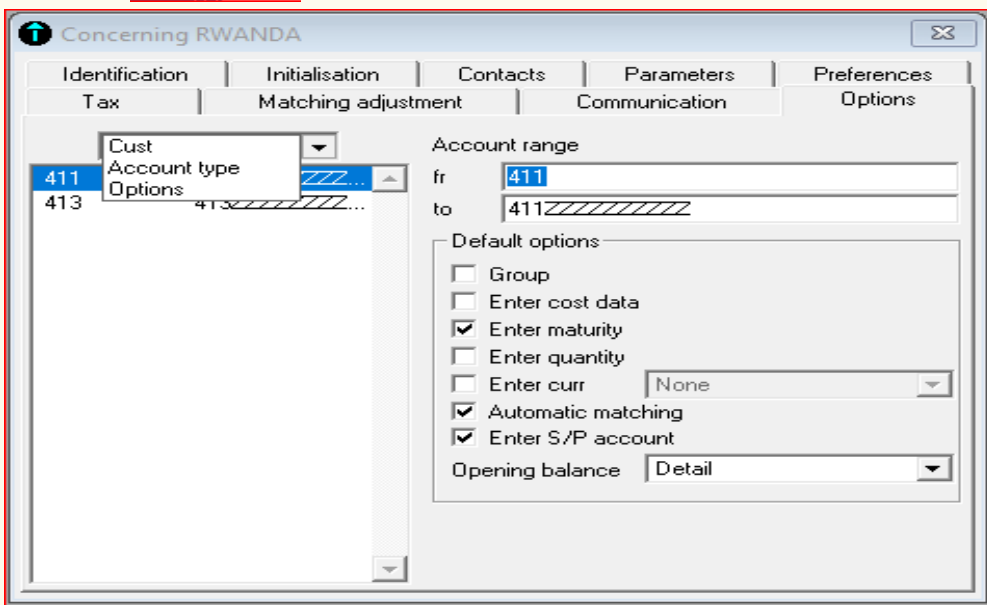 Concerning RWANDA
Identification Initialisation Contacts Parameters Preferences
Tax Matching adjustment Communication Options
Cust
Account type
Options
Account range
411 ZZZ...
fr 411
413 413ZZZZZZZZ...
to 411ZZZZZZZZZZ
Default options
Group
Enter cost data
Enter maturity
Enter quantity
Enter curr None
Automatic matching
Enter S/P account
Opening balance Detail